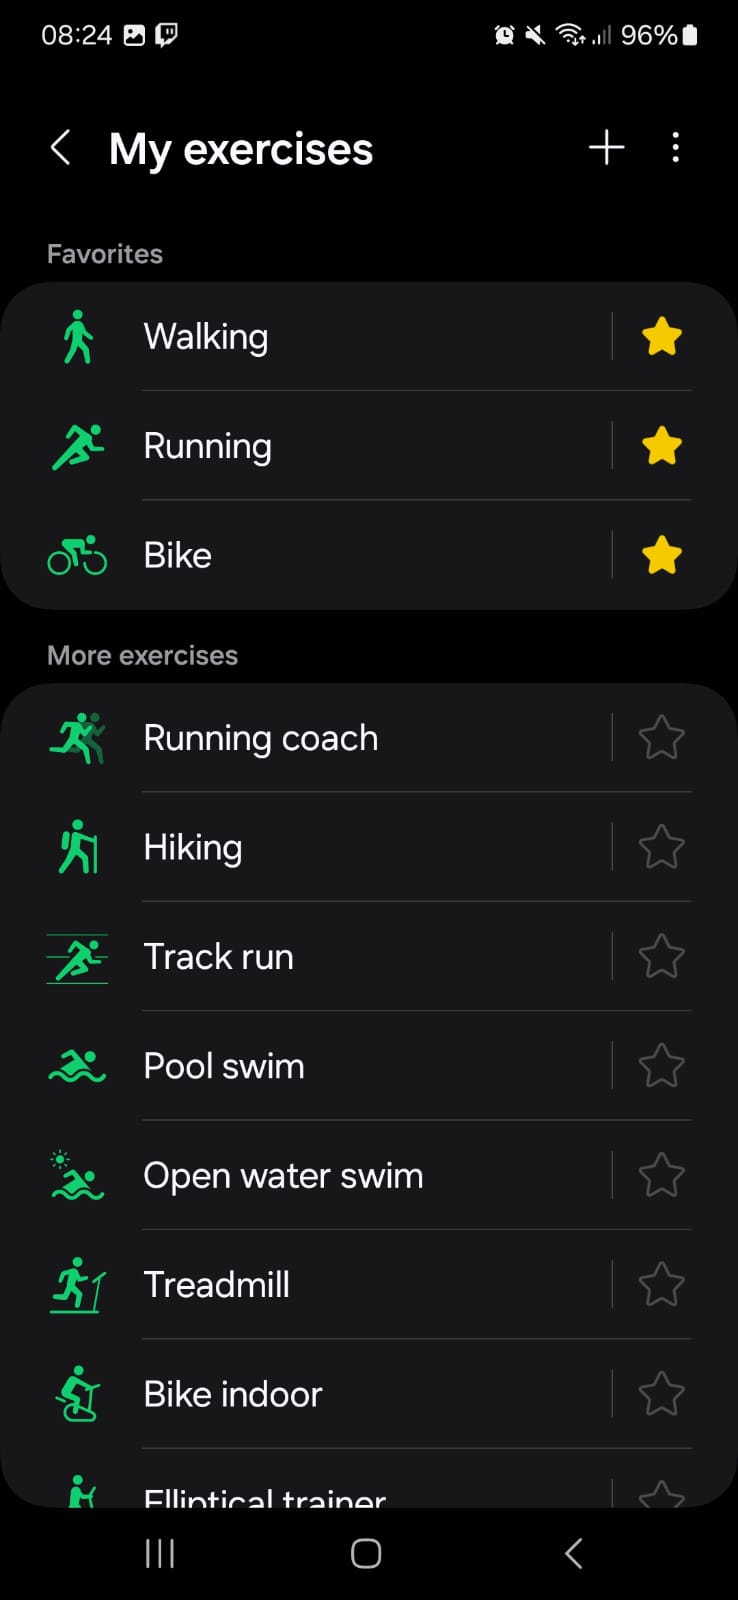 08:24
96%
My exercises
Favorites
Walking
Running
Bike
More exercises
Running coach
Hiking
Track run
Pool swim
Open water swim
Treadmill
Bike indoor
Elliptical trainer